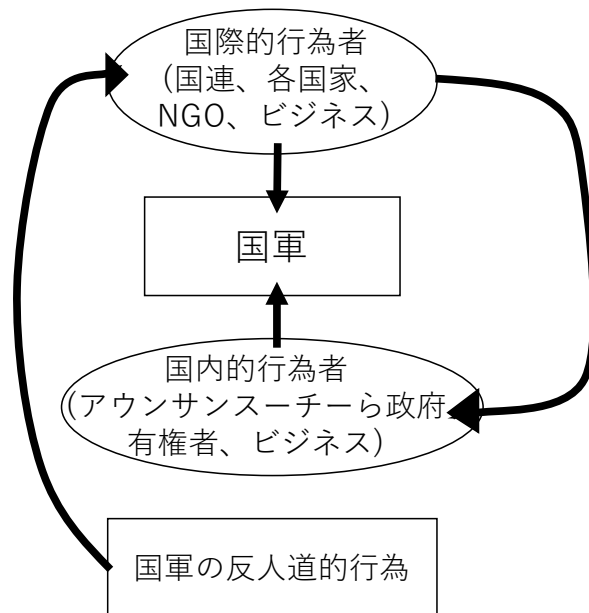 国際的行為者
(国連、各国家、
NGO、ビジネス)
国軍
国内的行為者
(アウンサンスーチーら政府、
有権者、ビジネス)
国軍の反人道的行為